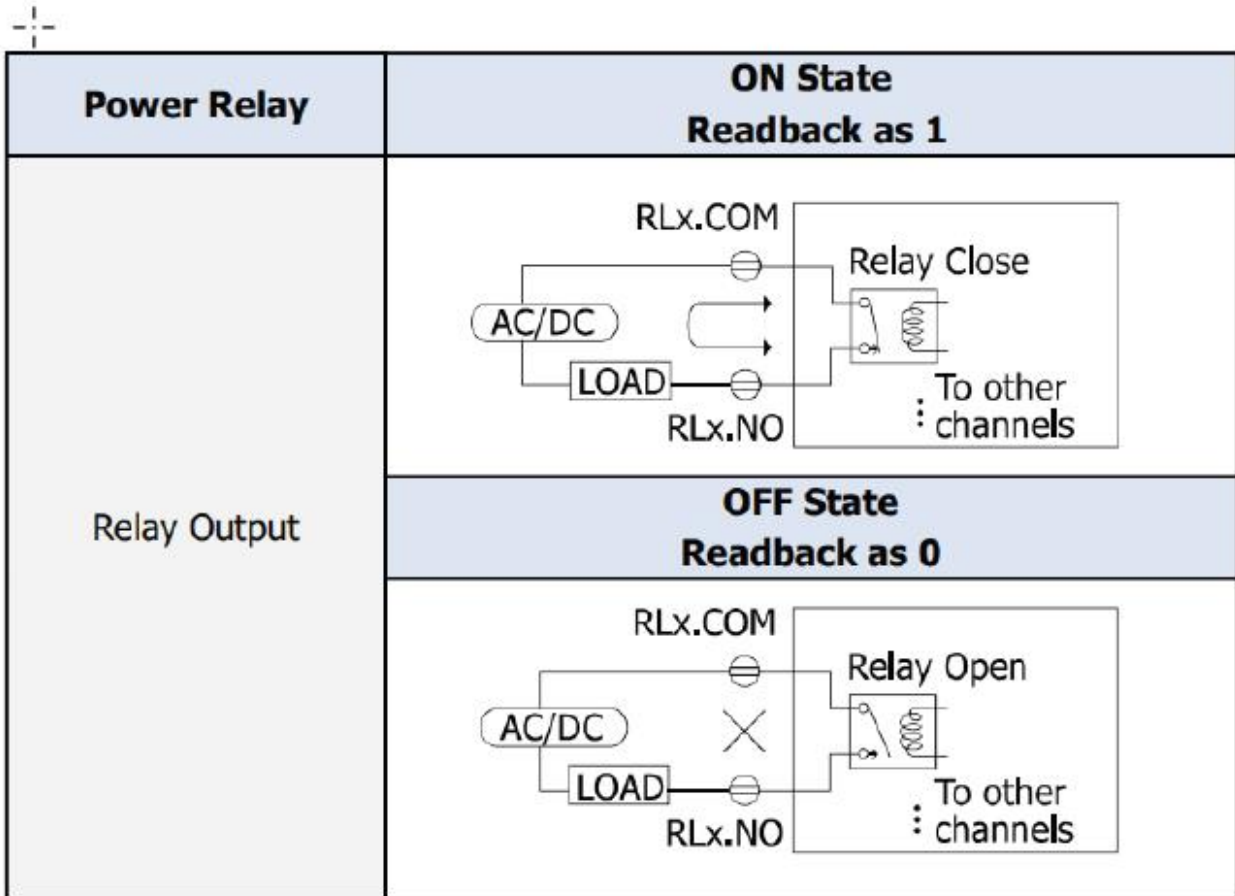 Power Relay
ON State
Readback as 1
Relay Output
RLx.COM
Relay Close
AC/DC
LOAD
RLx.NO
To other
channels
OFF State
Readback as 0
RLx.COM
Relay Open
AC/DC
LOAD
RLx.NO
To other
channels